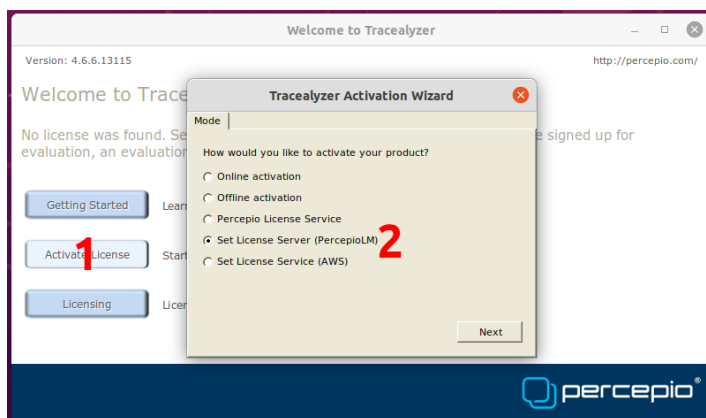 Welcome to Tracealyzer
Version: 4.6.6.13115
http://percepio.com/
Welcome to Trace
No license was found. Se
e signed up for
evaluation, an evaluation
Getting Started
Lear
Activate License
Start
Licensing
Licen
1
Tracealyzer Activation Wizard
Mode
How would you like to activate your product?
Online activation
Offline activation
Percepio License Service
Set License Server (PercepioLM)
2
Set License Service (AWS)
Next
percepio®